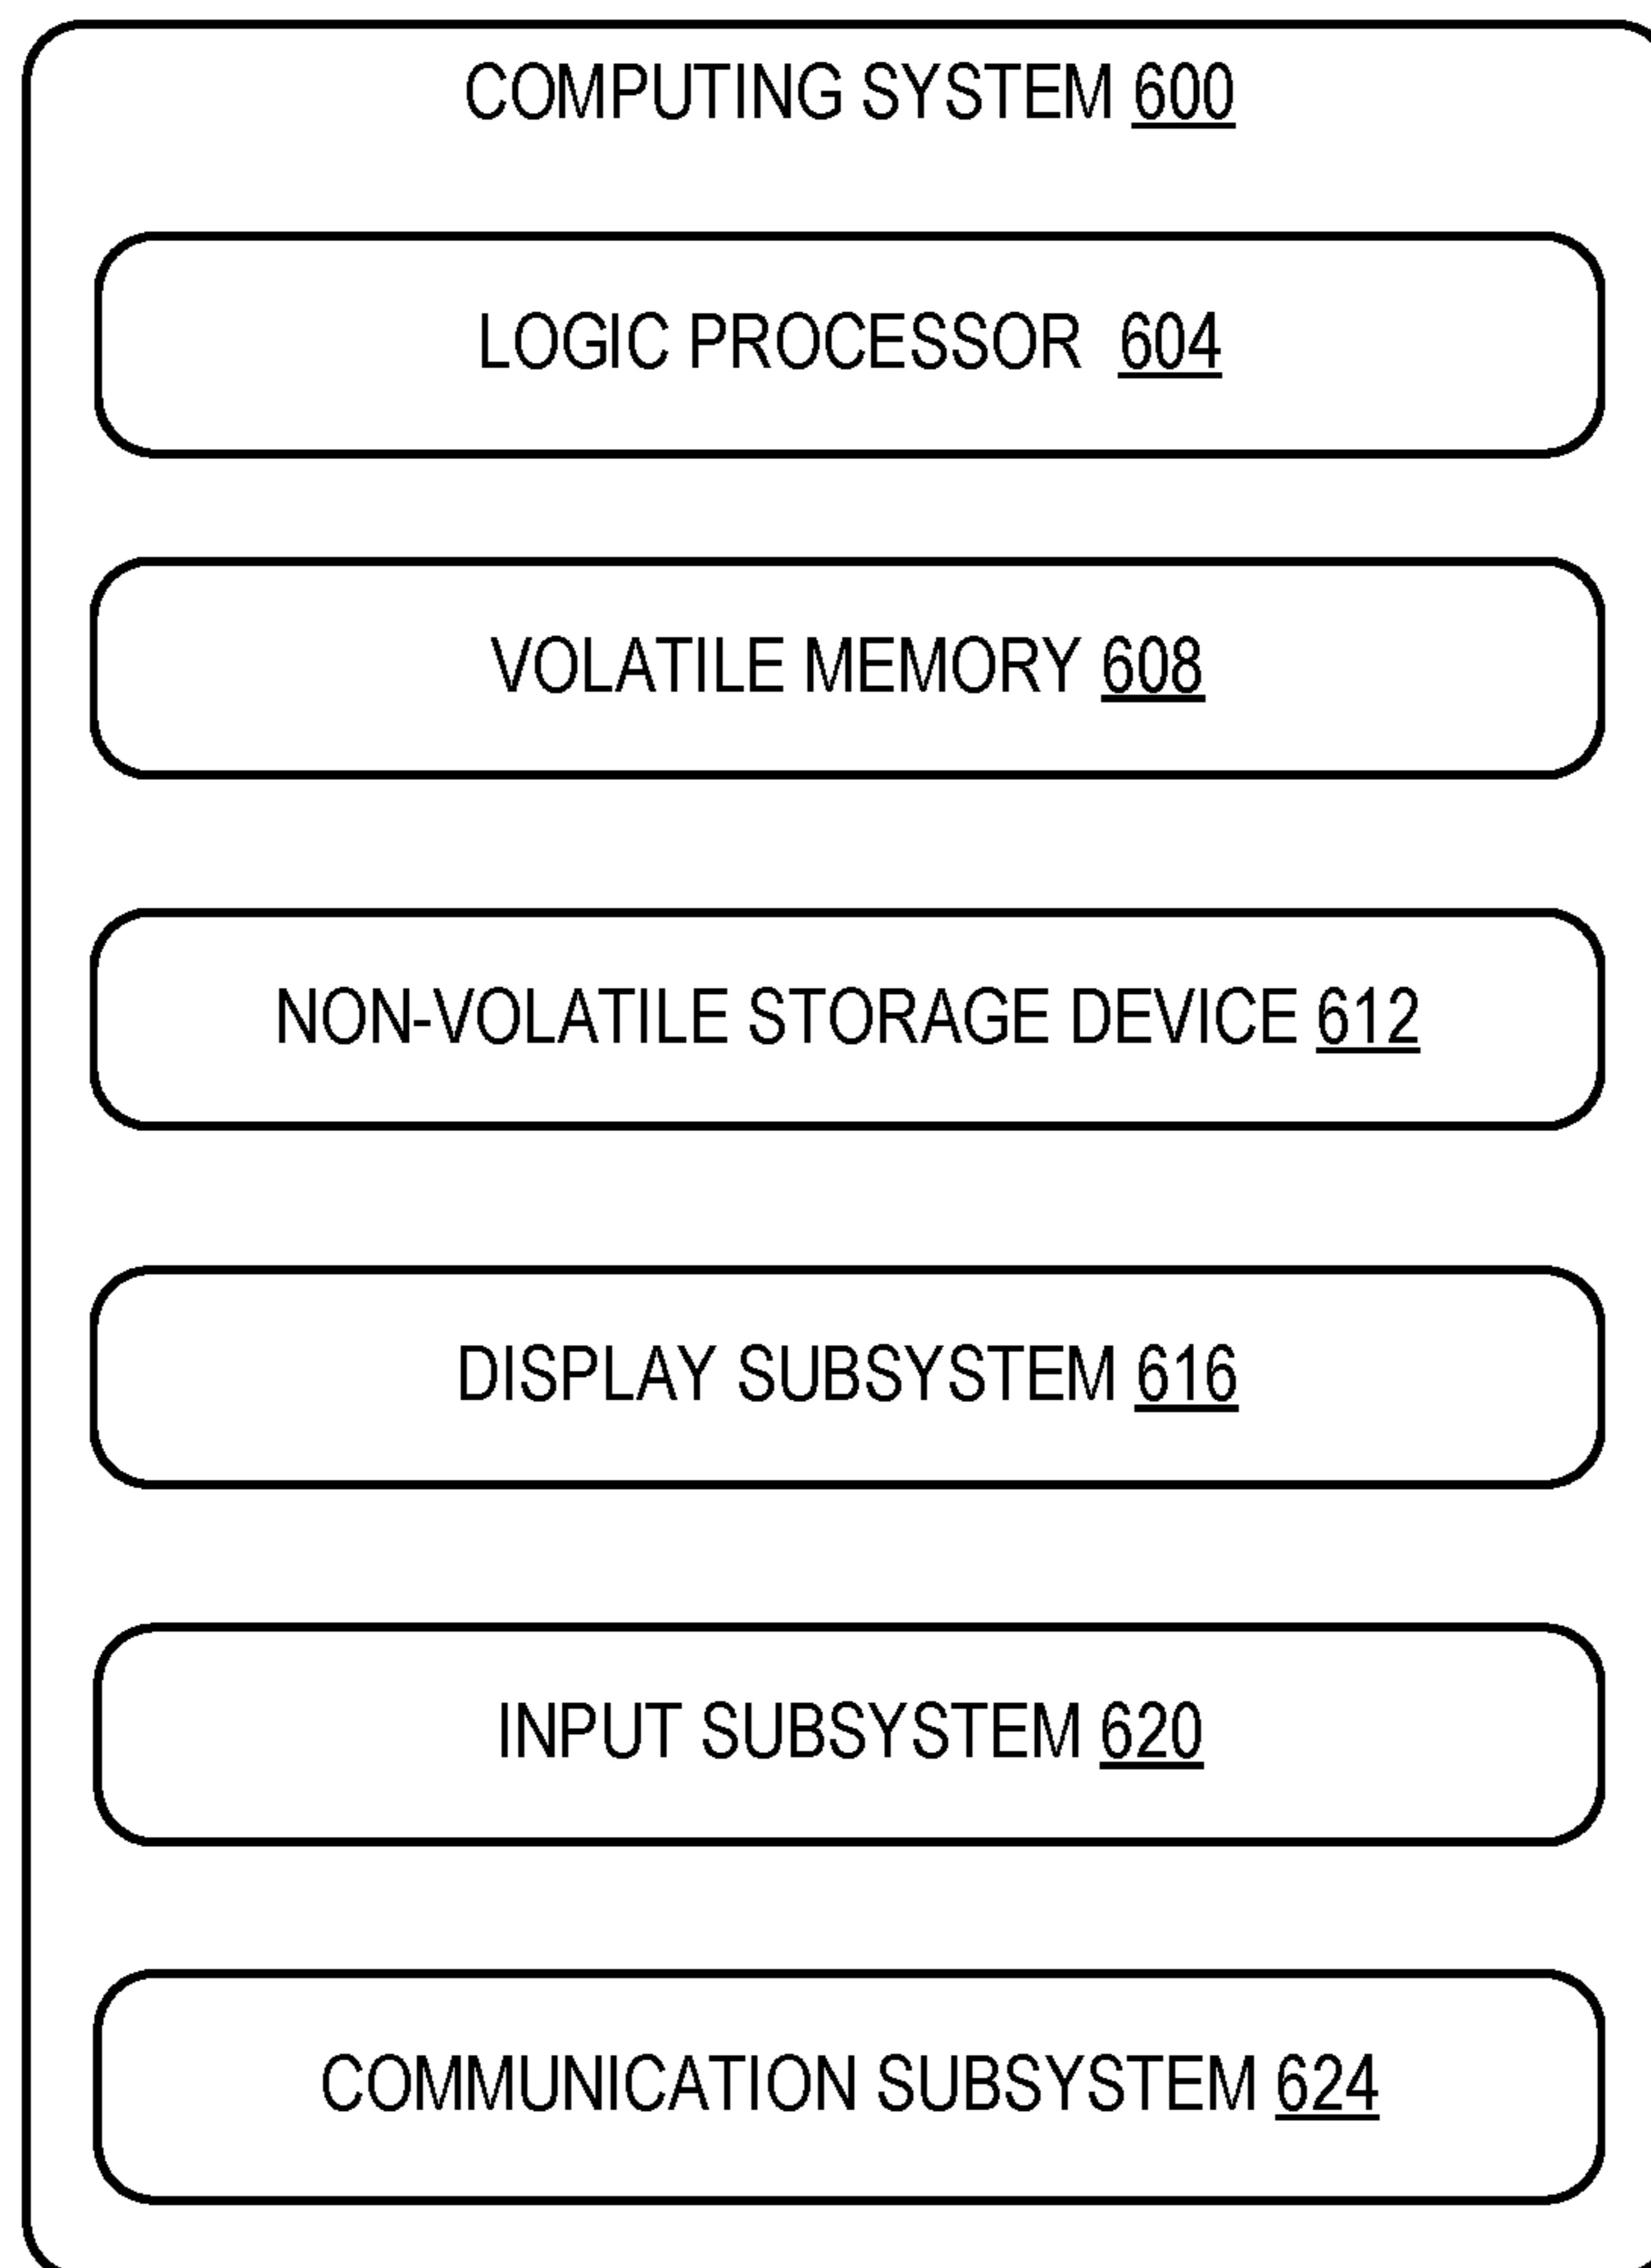 COMPUTING SYSTEM 600
LOGIC PROCESSOR 604
VOLATILE MEMORY 608
NON-VOLATILE STORAGE DEVICE 612
DISPLAY SUBSYSTEM 616
INPUT SUBSYSTEM 620
COMMUNICATION SUBSYSTEM 624